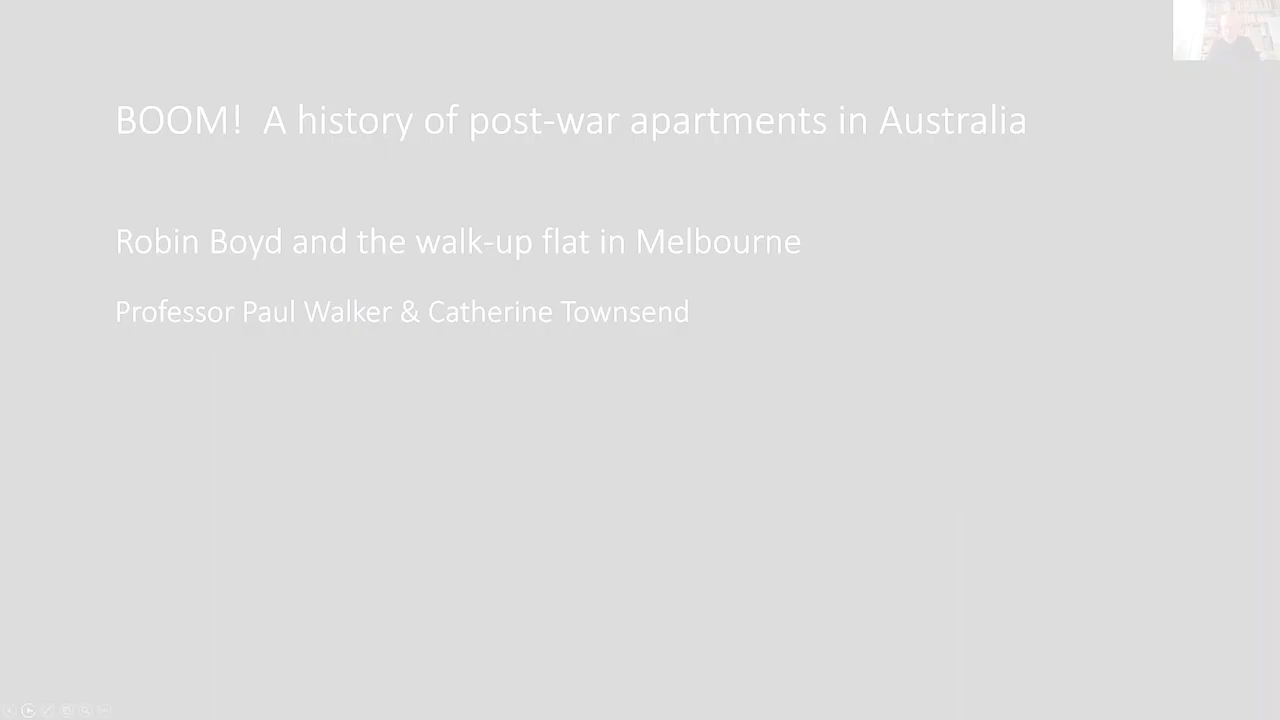 BOOM! A history of post-war apartments in Australia
Robin Boyd and the walk-up flat in Melbourne
Professor Paul Walker & Catherine Townsend